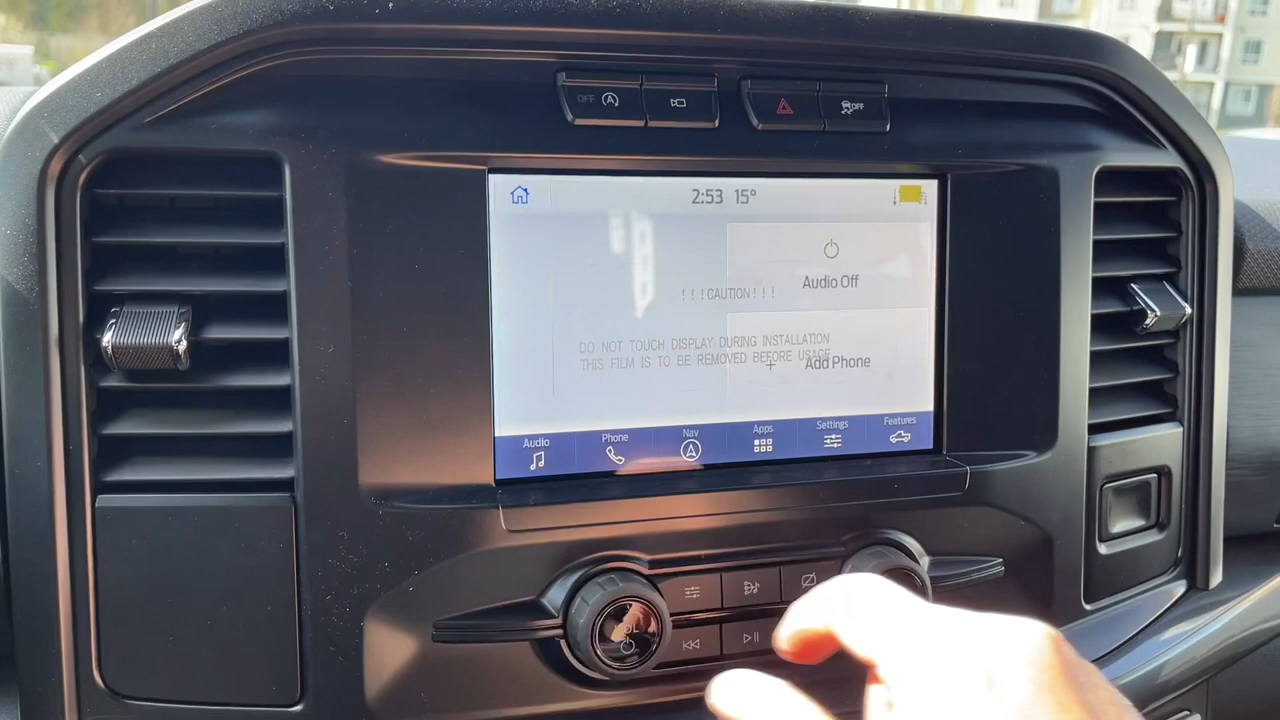 OFF
OFF
2:53 15°
Audio Off
! ! ! CAUTION ! ! !
DO NOT TOUCH DISPLAY DURING INSTALLATION
THIS FILM IS TO BE REMOVED BEFORE USAGE
+ Add Phone
Audio
Phone
Nav
Apps
Settings
Features